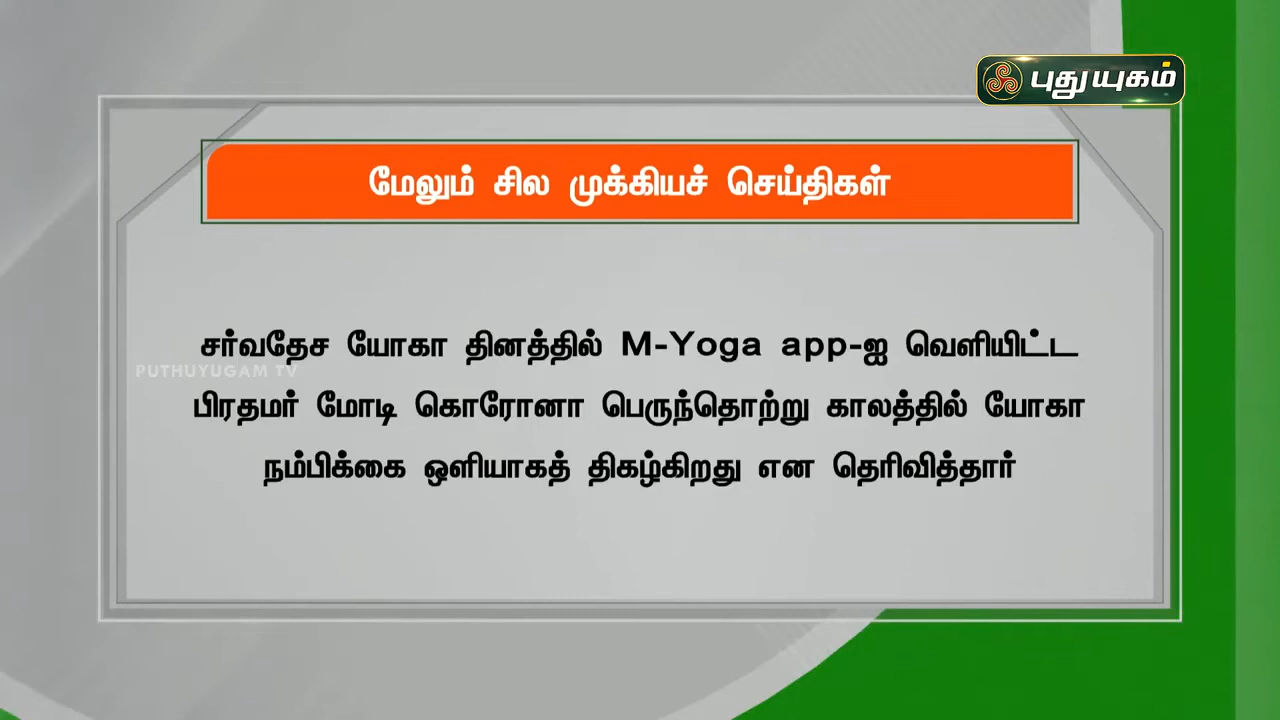 புதுயுகம்
மேலும் சில முக்கியச் செய்திகள்
சர்வதேச யோகா தினத்தில் M-Yoga app-ஐ வெளியிட்ட
PUTHUYUGAM TV
பிரதமர் மோடி கொரோனா பெருந்தொற்று காலத்தில் யோகா
நம்பிக்கை ஒளியாகத் திகழ்கிறது என தெரிவித்தார்